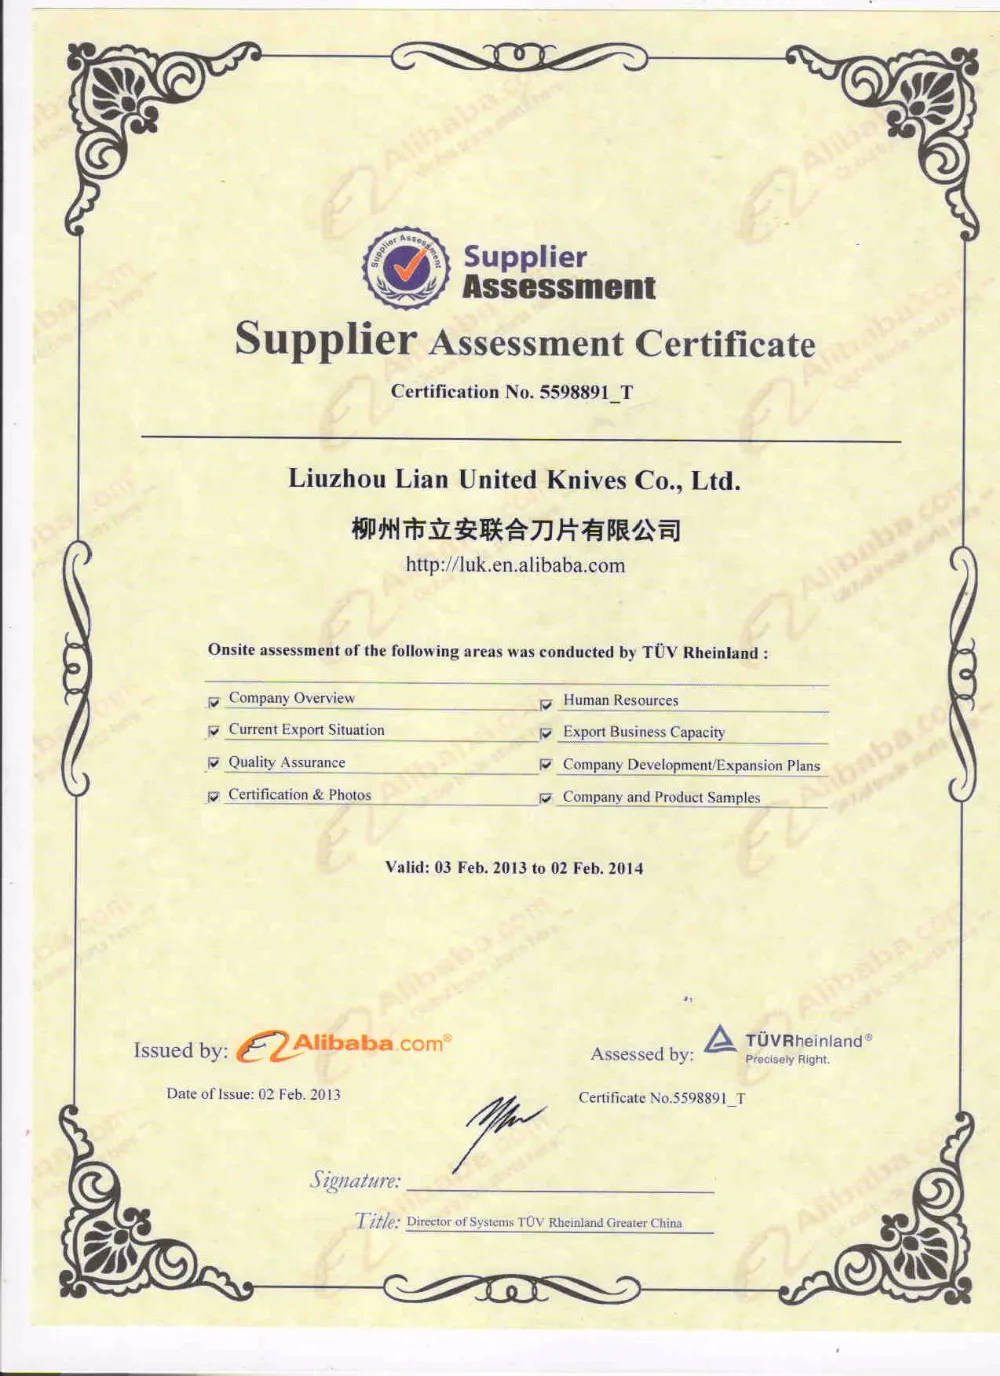 Supplier Assessment
Supplier
Assessment
Supplier Assessment Certificate
Certification No. 5598891_T
Liuzhou Lian United Knives Co., Ltd.
柳州市立安联合刀片有限公司
http://luk.en.alibaba.com
Onsite assessment of the following areas was conducted by TÜV Rheinland :
Company Overview
Human Resources
Current Export Situation
Export Business Capacity
Quality Assurance
Company Development/Expansion Plans
Certification & Photos
Company and Product Samples
Valid: 03 Feb. 2013 to 02 Feb. 2014
Issued by: Alibaba.com®
Assessed by: TÜVRheinland®
Precisely Right.
Date of Issue: 02 Feb. 2013
Certificate No.5598891_T
Signature:
Title: Director of Systems TÜV Rheinland Greater China